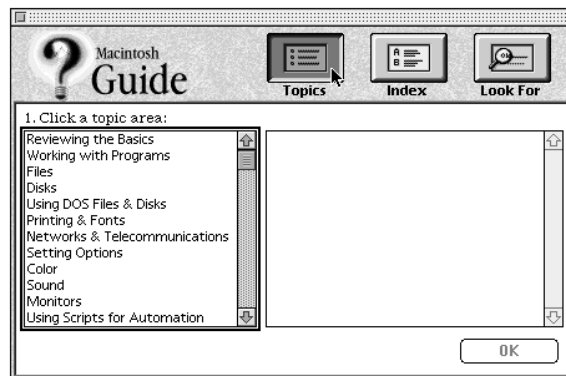 Macintosh
Guide
Topics
Index
Look For
1. Click a topic area:
Reviewing the Basics
Working with Programs
Files
Disks
Using DOS Files & Disks
Printing & Fonts
Networks & Telecommunications
Setting Options
Color
Sound
Monitors
Using Scripts for Automation
OK